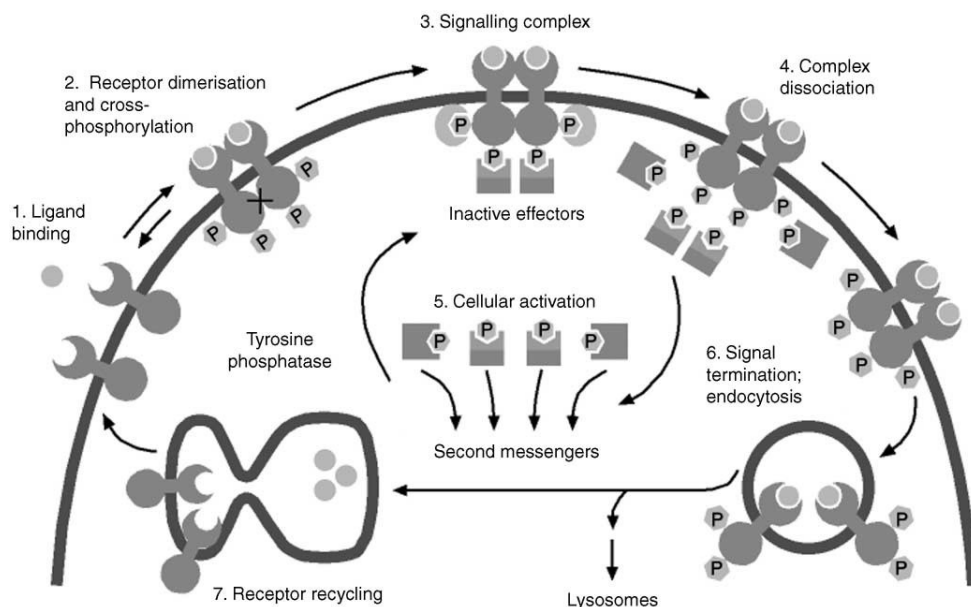 3. Signalling complex
2. Receptor dimerisation
and cross-
phosphorylation
4. Complex
dissociation
P
P
P
P
P
P
P
P
Inactive effectors
1. Ligand
binding
P
P
P
P
P
P
P
P
5. Cellular activation
P
P
P
P
P
P
P
P
Tyrosine
phosphatase
6. Signal
termination;
endocytosis
Second messengers
P
P
P
P
7. Receptor recycling
Lysosomes